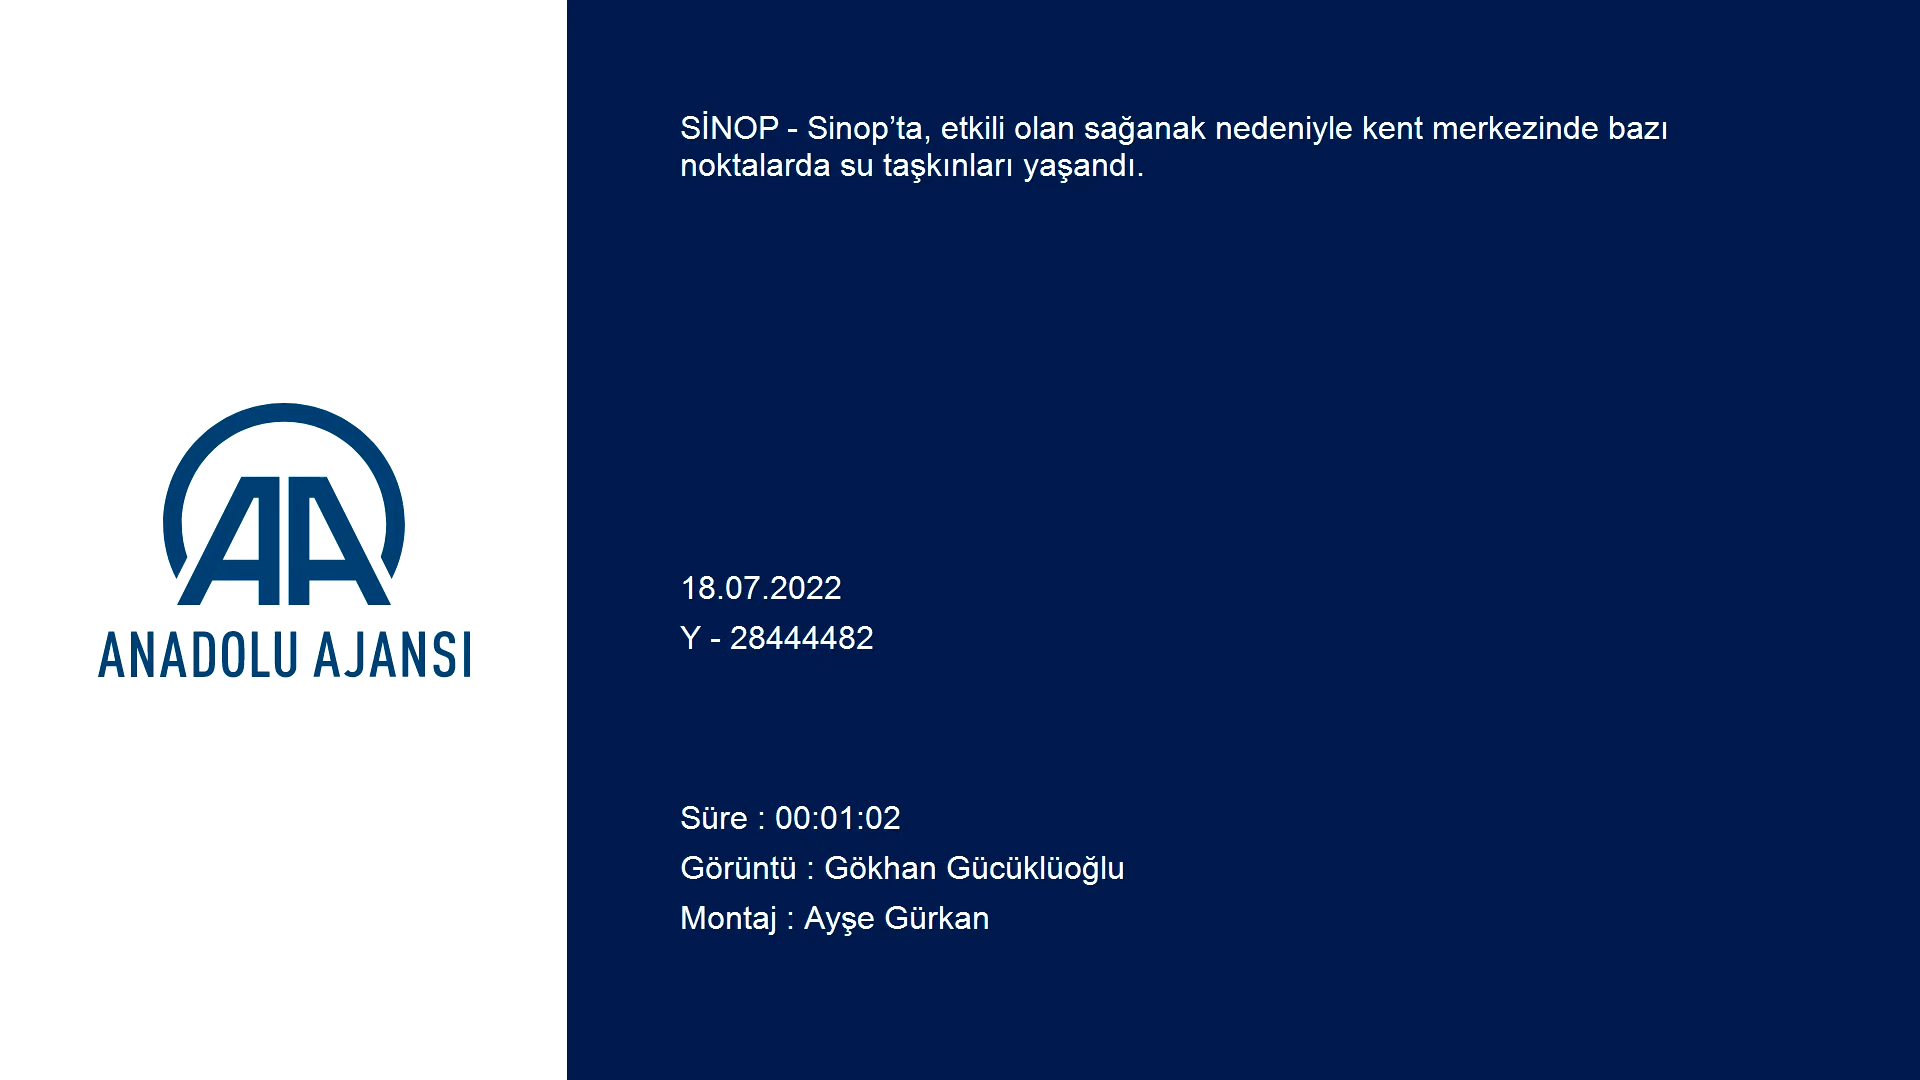 SİNOP - Sinop’ta, etkili olan sağanak nedeniyle kent merkezinde bazı
noktalarda su taşkınları yaşandı.
AA
ANADOLU AJANSI
18.07.2022
Y - 28444482
Süre : 00:01:02
Görüntü : Gökhan Gücüklüoğlu
Montaj : Ayşe Gürkan